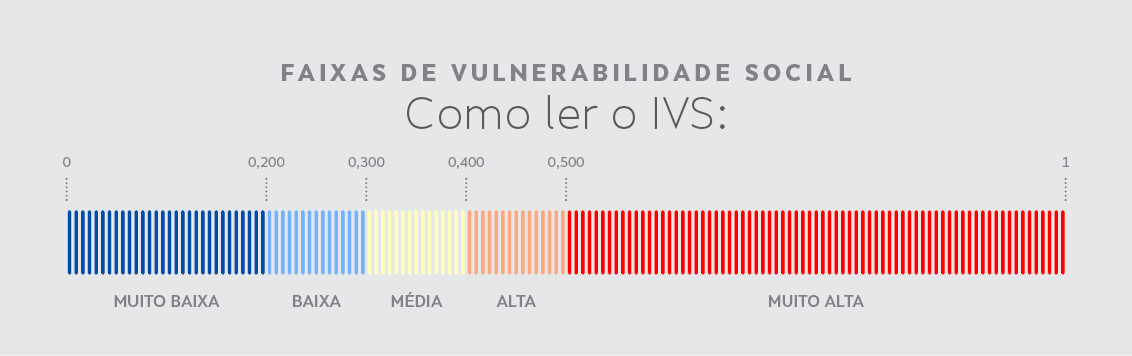 FAIXAS DE VULNERABILIDADE SOCIAL
Como ler o IVS:
0 0,200 0,300 0,400 0,500 1
MUITO BAIXA BAIXA MÉDIA ALTA MUITO ALTA